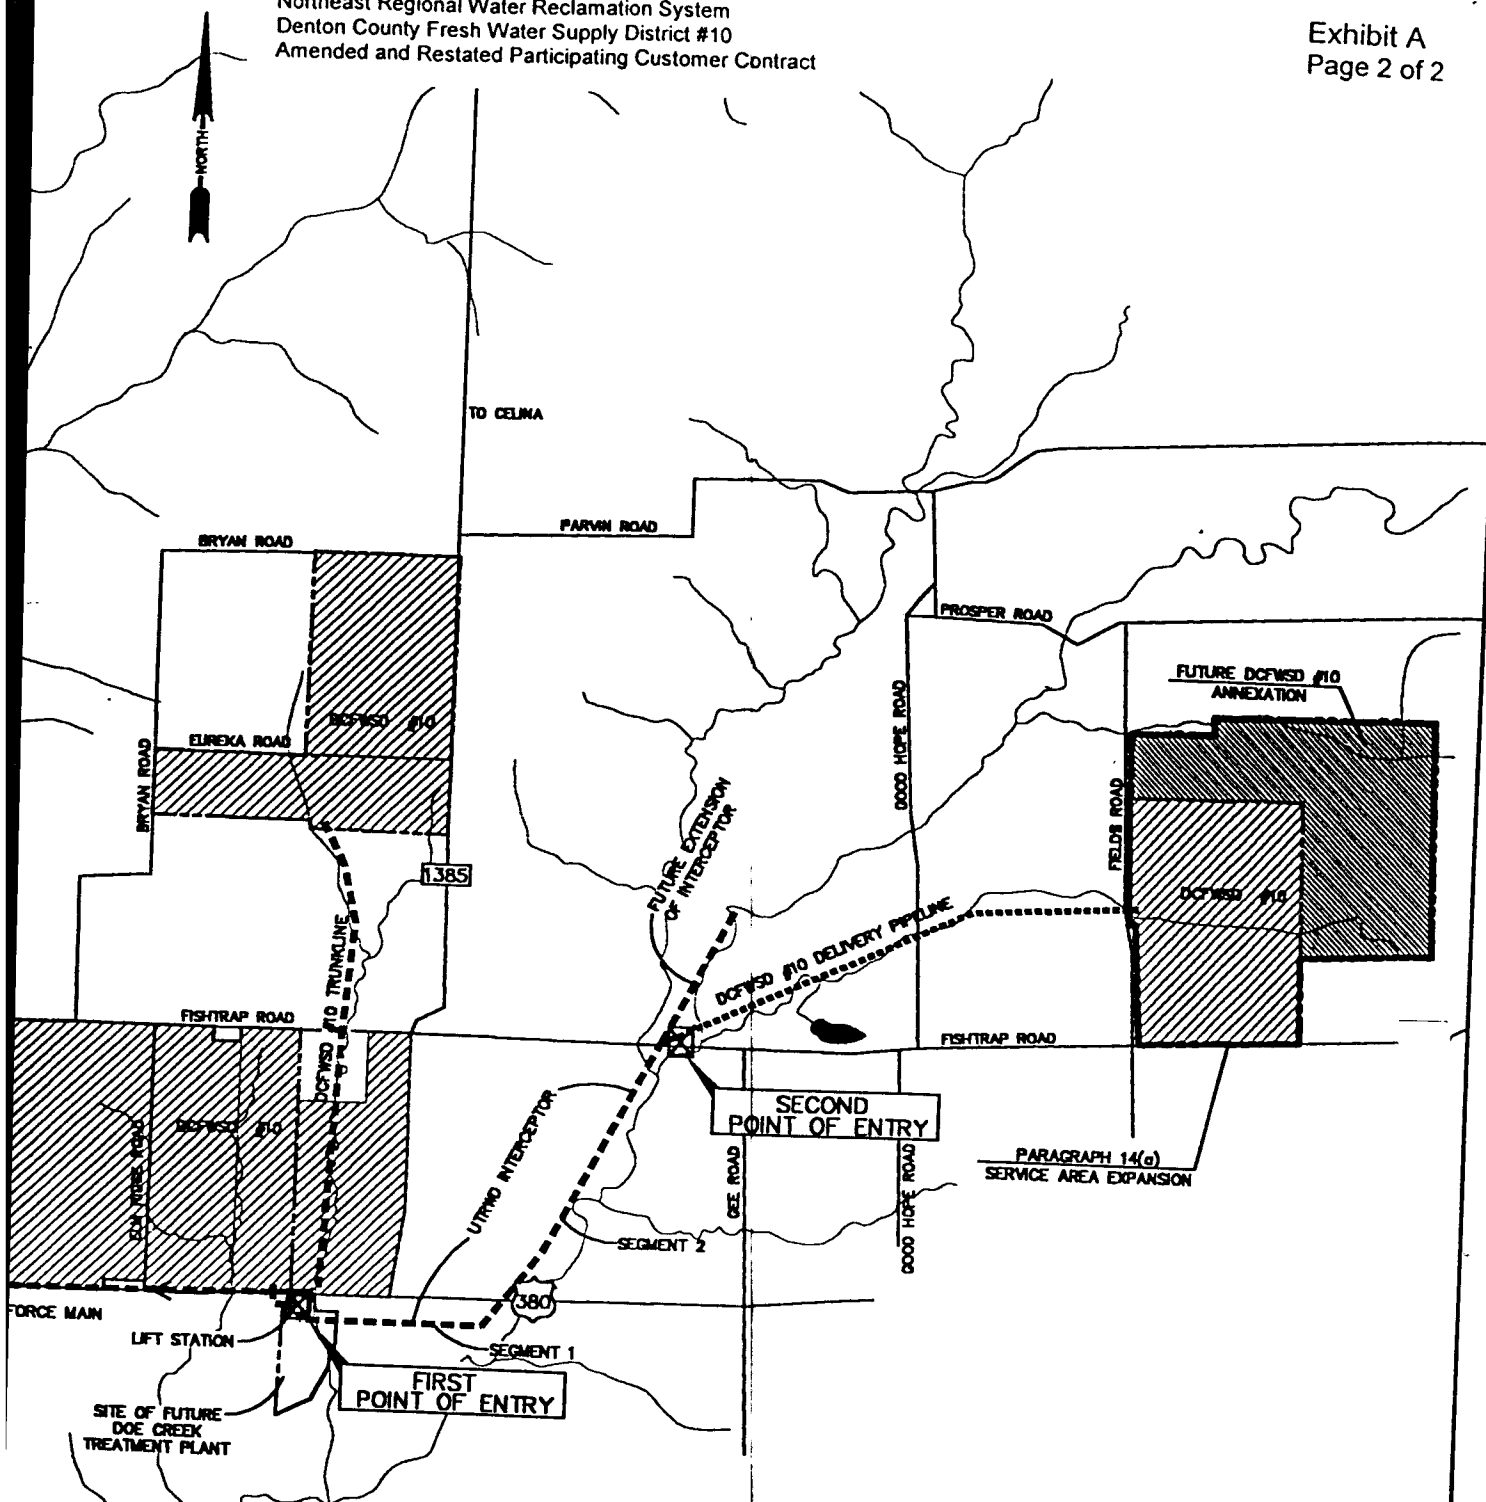 Northeast Regional Water Reclamation System
Denton County Fresh Water Supply District #10
Amended and Restated Participating Customer Contract
Exhibit A
Page 2 of 2
NORTH
TO CELINA
PARVIN ROAD
BRYAN ROAD
PROSPER ROAD
FUTURE DCFWSD #10
ANNEXATION
DCFWSD #10
EUREKA ROAD
BRYAN ROAD
GOOD HOPE ROAD
FUTURE EXTENSION
OF INTERCEPTOR
FIELDS ROAD
1385
DCFWSD #10
DCFWSD #10 DELIVERY PIPELINE
DCFWSD #10 TRUNKLINE
FISHTRAP ROAD
FISHTRAP ROAD
SECOND
POINT OF ENTRY
DCFWSD #10
ELM RIDGE ROAD
UTRWD INTERCEPTOR
GEE ROAD
GOOD HOPE ROAD
PARAGRAPH 14(a)
SERVICE AREA EXPANSION
SEGMENT 2
380
FORCE MAIN
LIFT STATION
SEGMENT 1
FIRST
POINT OF ENTRY
SITE OF FUTURE
DOE CREEK
TREATMENT PLANT